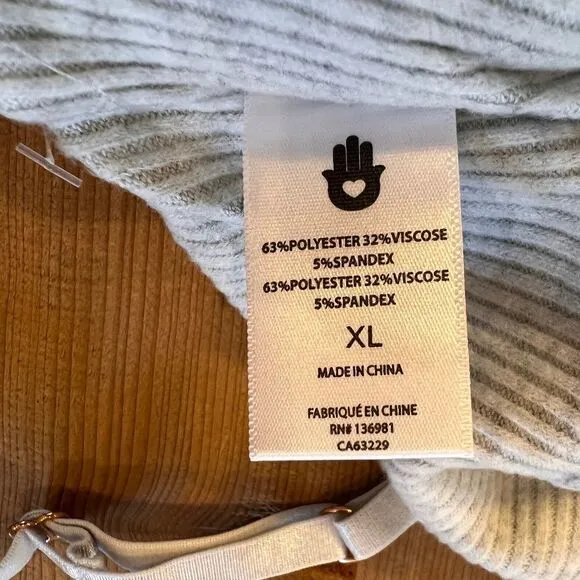 63%POLYESTER 32%VISCOSE
5%SPANDEX
63%POLYESTER 32%VISCOSE
5%SPANDEX
XL
MADE IN CHINA
FABRIQUÉ EN CHINE
RN# 136981
CA63229